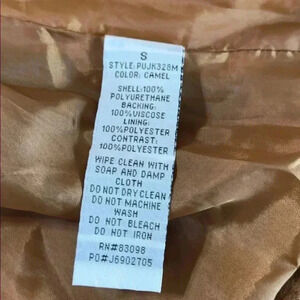 S
STYLE:PUJK328M
COLOR: CAMEL
SHELL:100%
POLYURETHANE
BACKING:
100%VISCOSE
LINING:
100%POLYESTER
CONTRAST:
100%POLYESTER
WIPE CLEAN WITH
SOAP AND DAMP
CLOTH
DO NOT DRY CLEAN
DO NOT MACHINE
WASH
DO NOT BLEACH
DO NOT IRON
RN#83098
PO#J6902705